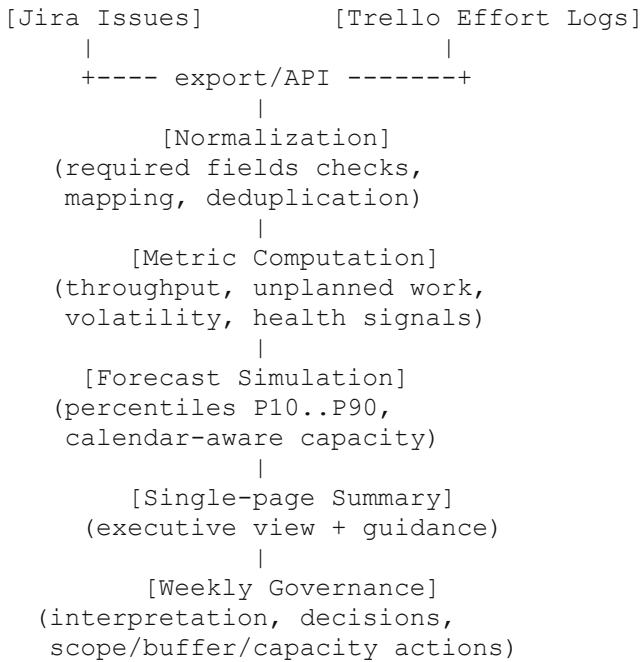 [Jira Issues] [Trello Effort Logs]
| |
+---- export/API -------+
|
[Normalization]
(required fields checks,
mapping, deduplication)
|
[Metric Computation]
(throughput, unplanned work,
volatility, health signals)
|
[Forecast Simulation]
(percentiles P10..P90,
calendar-aware capacity)
|
[Single-page Summary]
(executive view + guidance)
|
[Weekly Governance]
(interpretation, decisions,
scope/buffer/capacity actions)